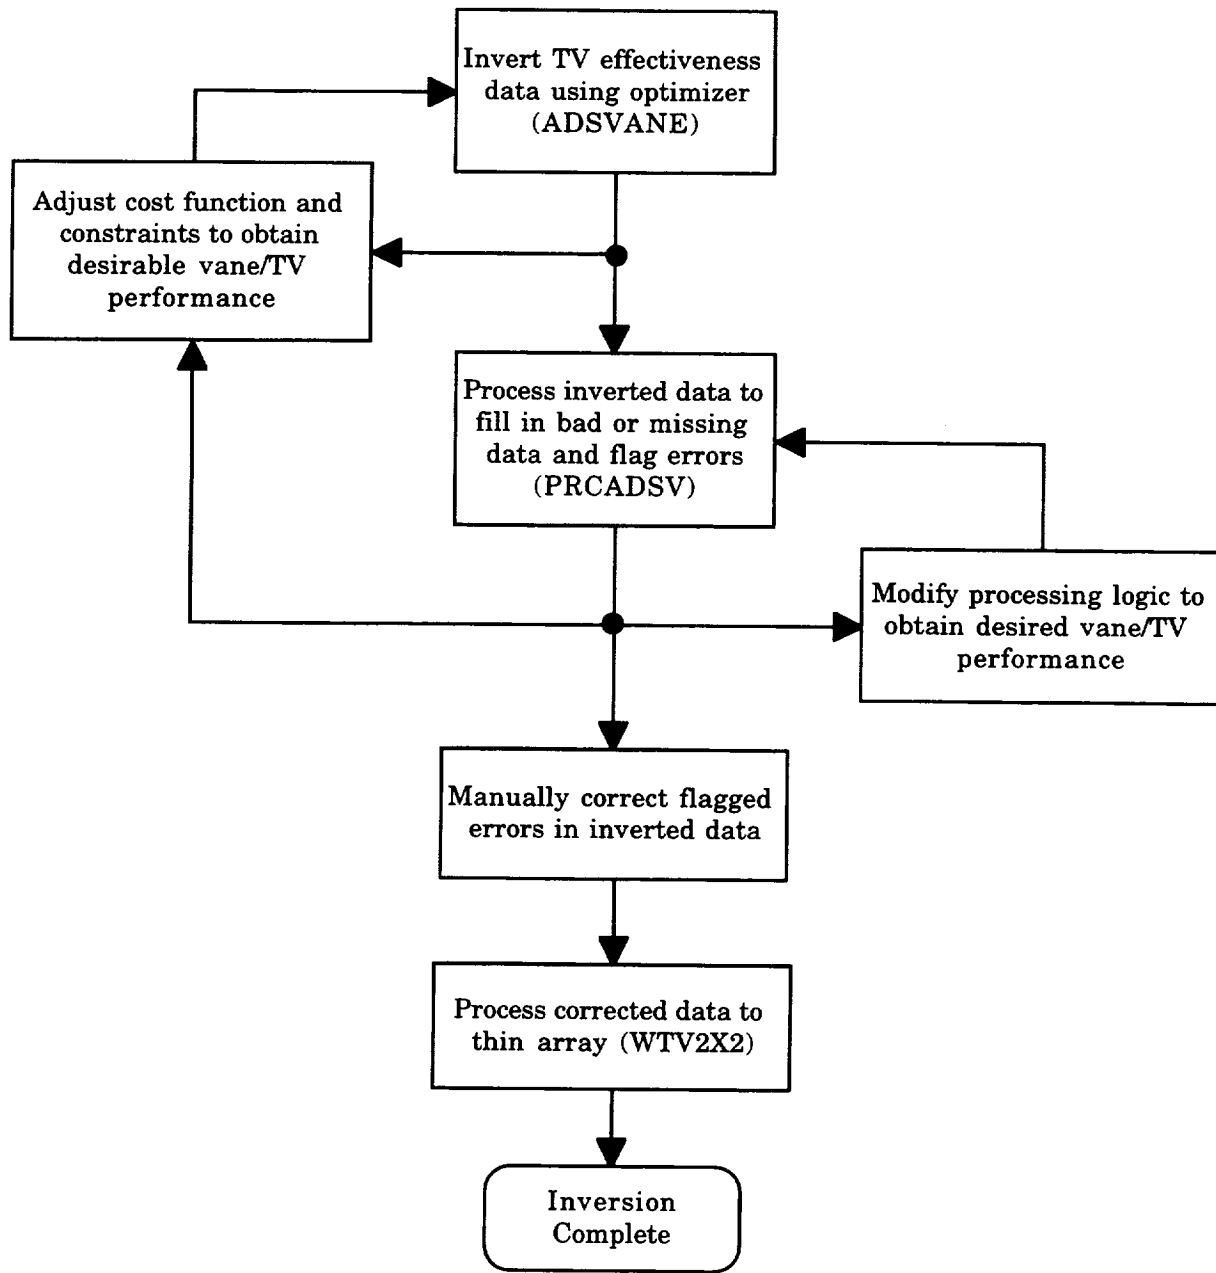 Invert TV effectiveness
data using optimizer
(ADSVANE)
Adjust cost function and
constraints to obtain
desirable vane/TV
performance
Process inverted data to
fill in bad or missing
data and flag errors
(PRCADSV)
Modify processing logic to
obtain desired vane/TV
performance
Manually correct flagged
errors in inverted data
Process corrected data to
thin array (WTV2X2)
Inversion
Complete